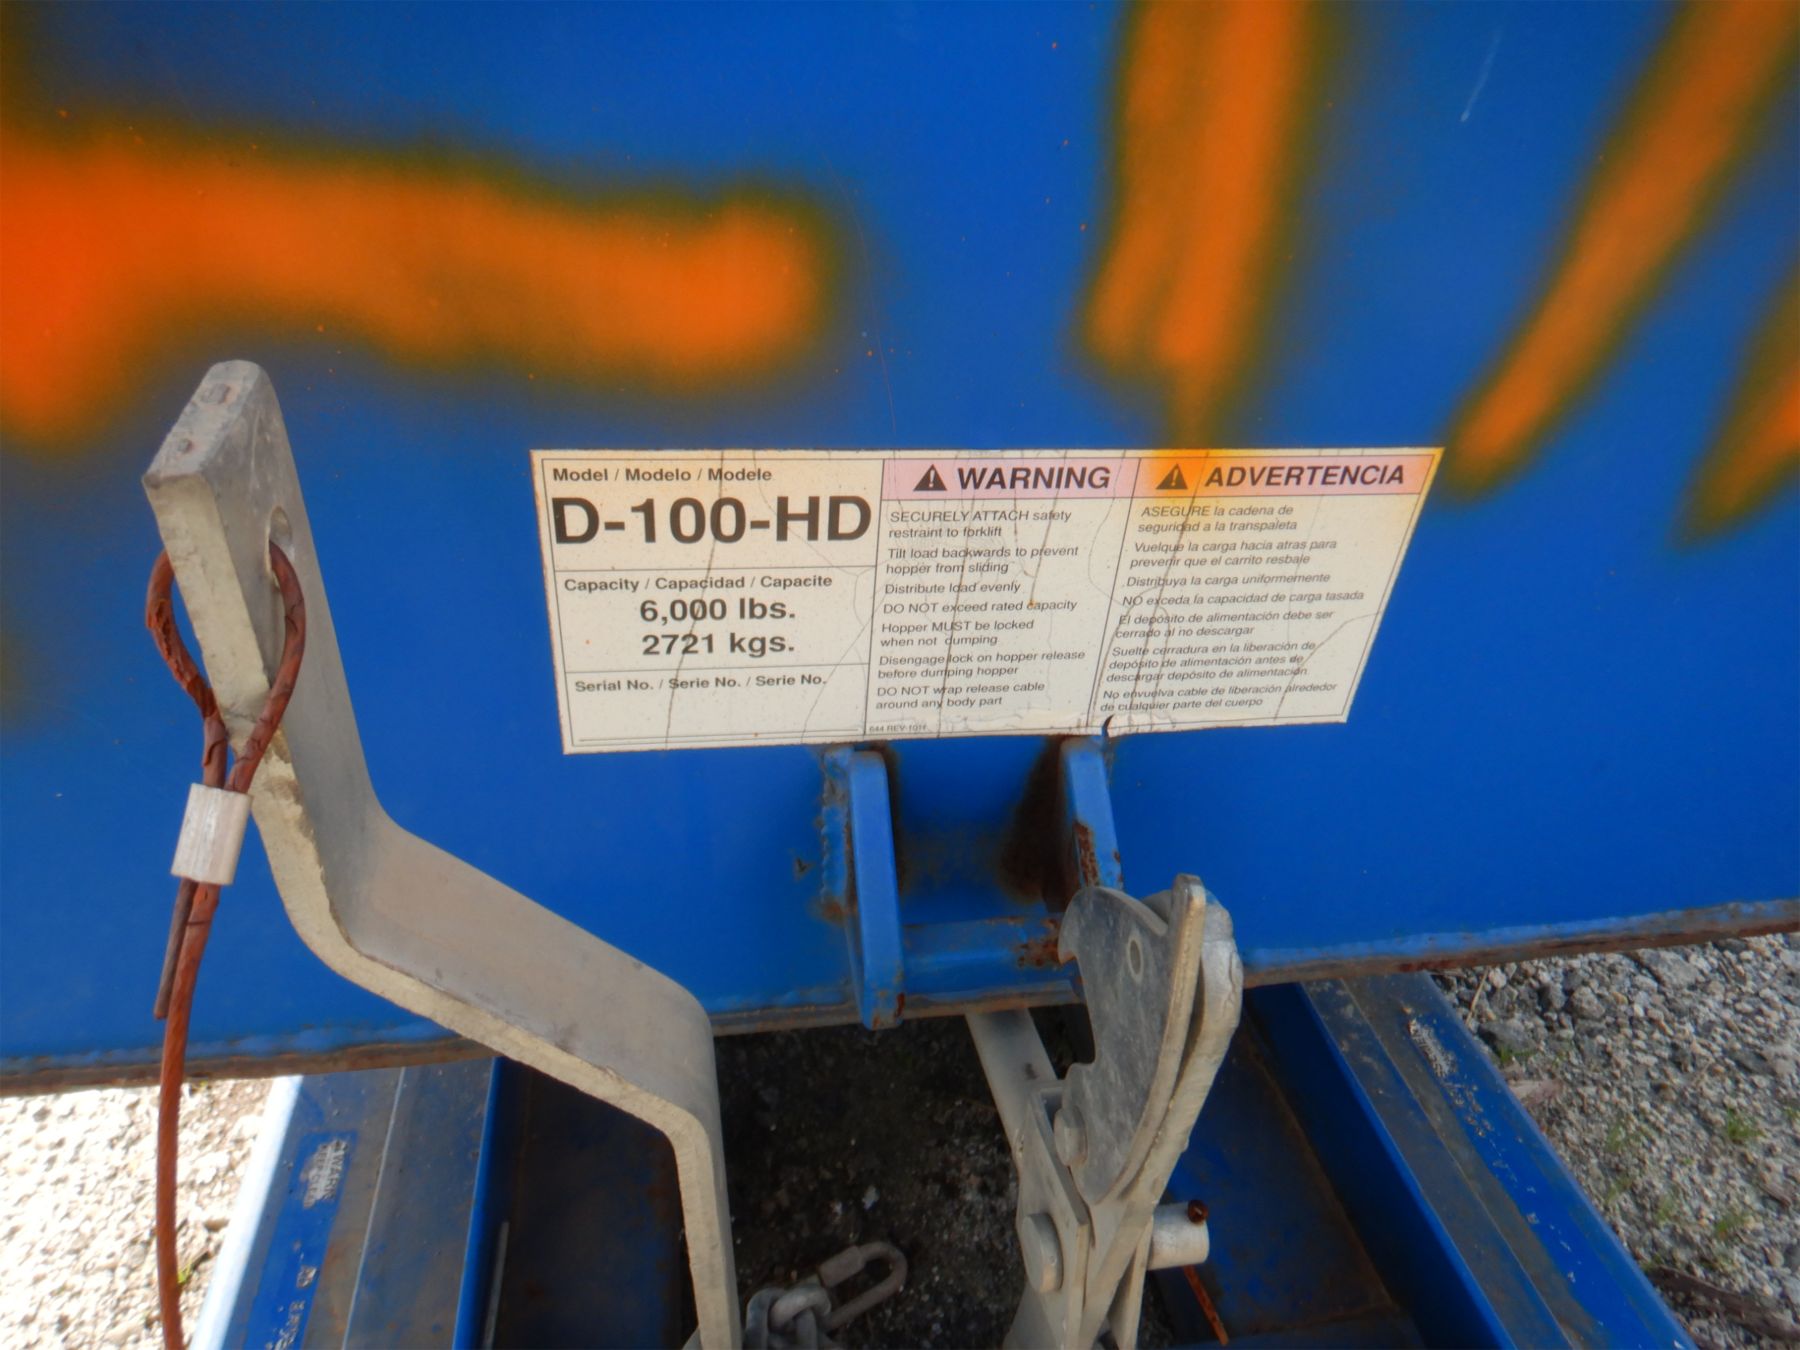 Model / Modelo / Modele
D-100-HD
Capacity / Capacidad / Capacite
6,000 lbs.
2721 kgs.
Serial No. / Serie No. / Serie No.
WARNING
SECURELY ATTACH safety
restraint to forklift
Tilt load backwards to prevent
hopper from sliding
Distribute load evenly
DO NOT exceed rated capacity
Hopper MUST be locked
when not dumping
Disengage lock on hopper release
before dumping hopper
DO NOT wrap release cable
around any body part
ADVERTENCIA
ASEGURE la cadena de
seguridad a la transpaleta
Vuelque la carga hacia atras para
prevenir que el carrito resbale
Distribuya la carga uniformemente
NO exceda la capacidad de carga tasada
El depósito de alimentación debe ser
cerrado al no descargar
Suelte cerradura en la liberación de
depósito de alimentación antes de
descargar depósito de alimentación
No envuelva cable de liberación alrededor
de cualquier parte del cuerpo
644 REV